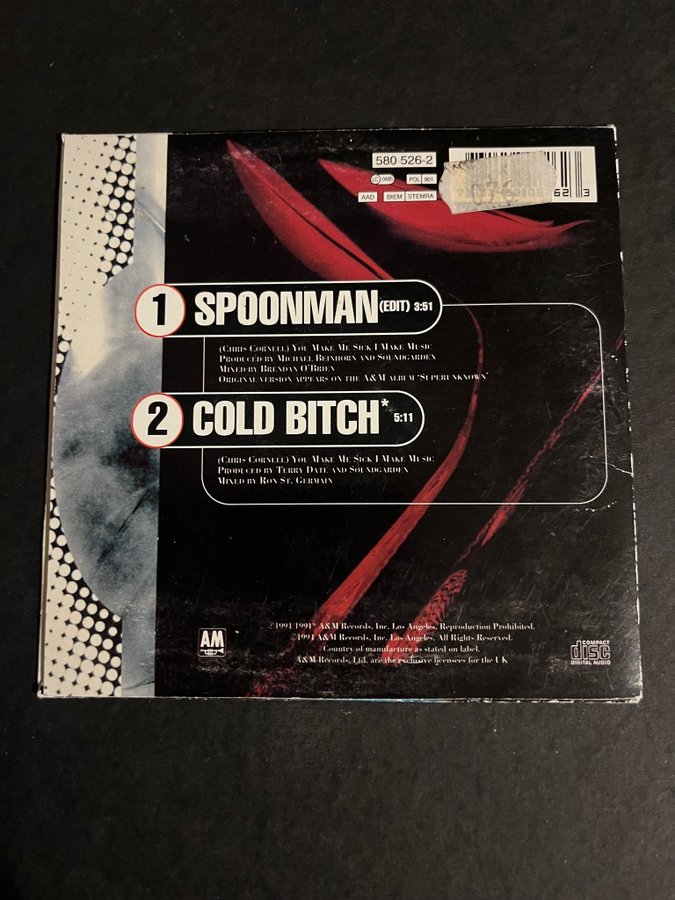 580 526-2
LC 0485 POL 901
AAD BIEM STEMRA
62 3
1 SPOONMAN (EDIT) 3:51
(Chris Cornell) You Make Me Sick I Make Music
Produced by Michael Beinhorn and Soundgarden
Mixed by Brendan O'Brien
Original version appears on the A&M album "Superunknown"
2 COLD BITCH* 5:11
(Chris Cornell) You Make Me Sick I Make Music
Produced by Terry Date and Soundgarden
Mixed by Ron St. Germain
℗1994 1991* A&M Records, Inc. Los Angeles. Reproduction Prohibited.
©1994 A&M Records, Inc. Los Angeles. All Rights Reserved.
Country of manufacture as stated on label.
A&M Records, Ltd. are the exclusive licensees for the UK
AM
COMPACT
disc
DIGITAL AUDIO